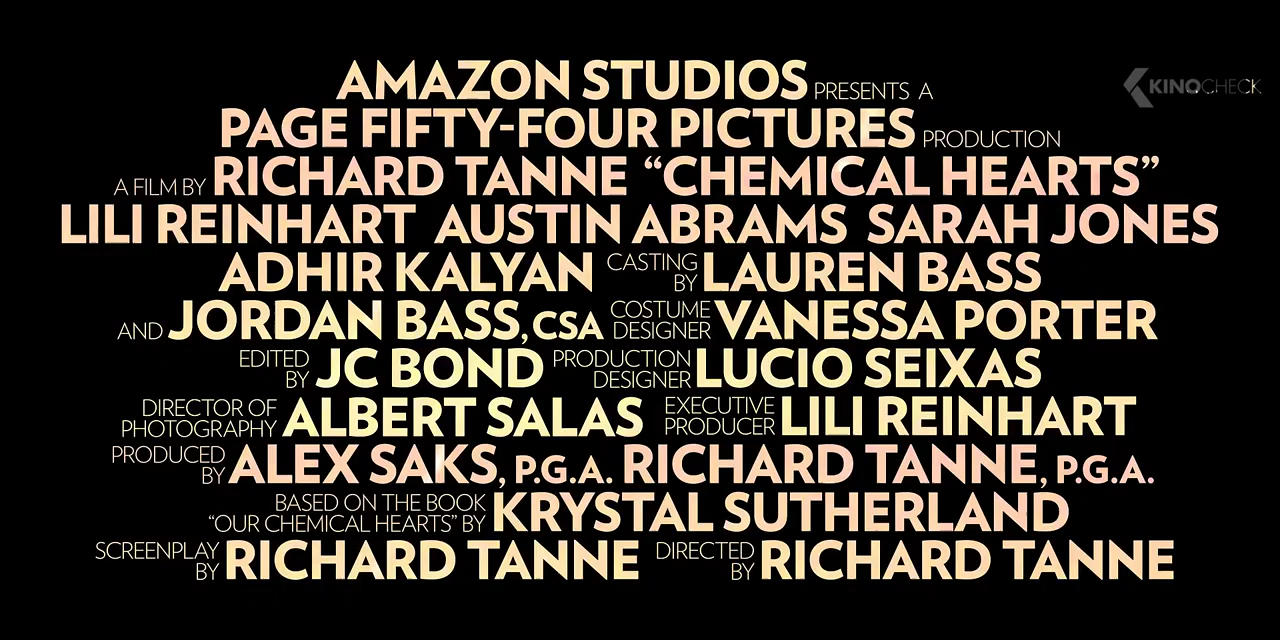 AMAZON STUDIOS PRESENTS A
KINOCHECK
PAGE FIFTY-FOUR PICTURES PRODUCTION
A FILM BY RICHARD TANNE “CHEMICAL HEARTS”
LILI REINHART AUSTIN ABRAMS SARAH JONES
ADHIR KALYAN CASTING BY LAUREN BASS
AND JORDAN BASS, CSA COSTUME DESIGNER VANESSA PORTER
EDITED BY JC BOND PRODUCTION DESIGNER LUCIO SEIXAS
DIRECTOR OF PHOTOGRAPHY ALBERT SALAS EXECUTIVE PRODUCER LILI REINHART
PRODUCED BY ALEX SAKS, P.G.A. RICHARD TANNE, P.G.A.
BASED ON THE BOOK “OUR CHEMICAL HEARTS” BY KRYSTAL SUTHERLAND
SCREENPLAY BY RICHARD TANNE DIRECTED BY RICHARD TANNE